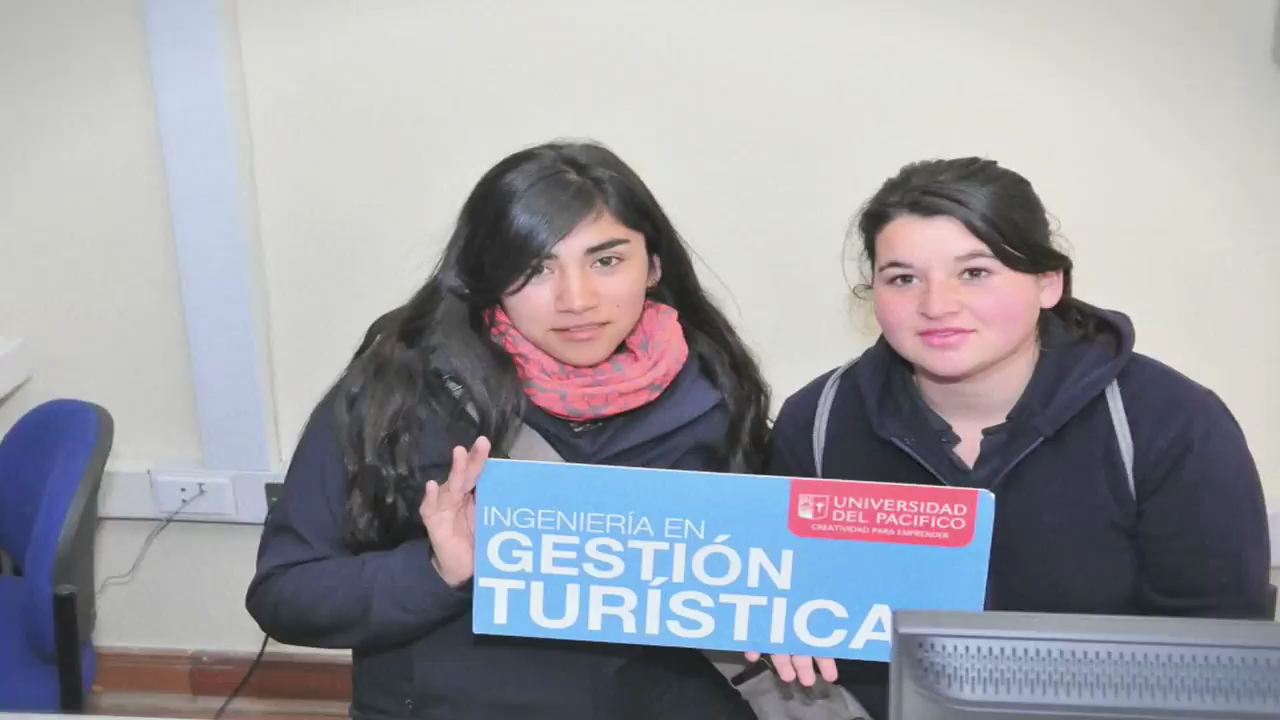 INGENIERÍA EN
GESTIÓN
TURÍSTICA
UNIVERSIDAD
DEL PACIFICO
CREATIVIDAD PARA EMPRENDER